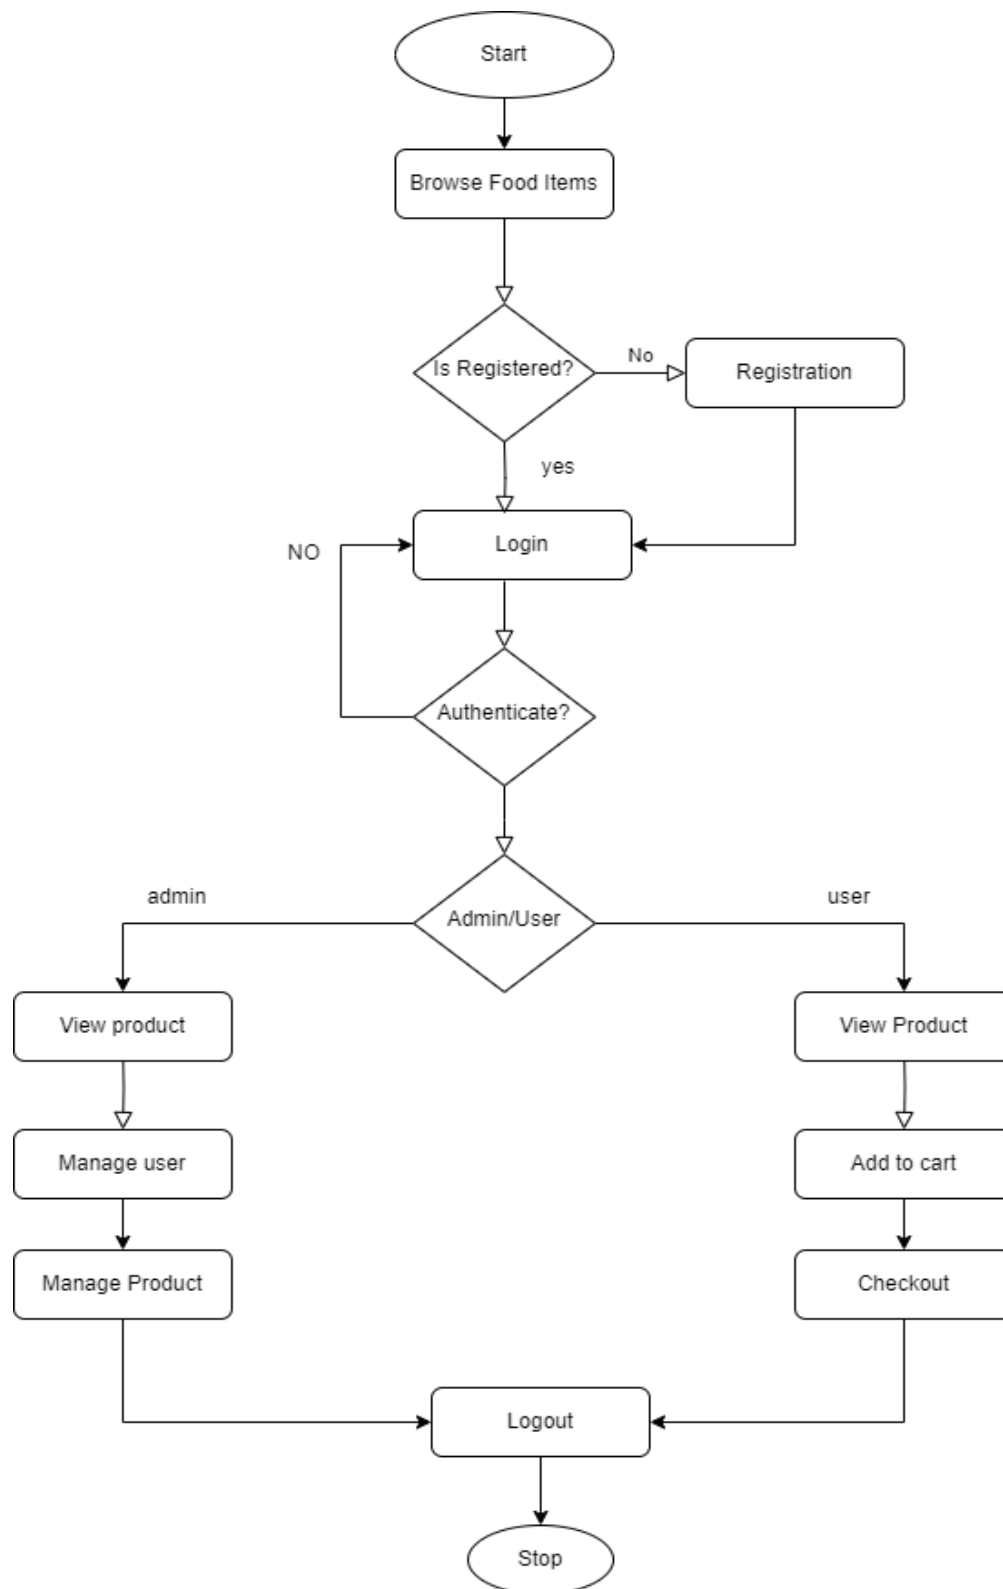 Start
Browse Food Items
Is Registered?
No
Registration
yes
NO
Login
Authenticate?
admin
Admin/User
user
View product
View Product
Manage user
Add to cart
Manage Product
Checkout
Logout
Stop